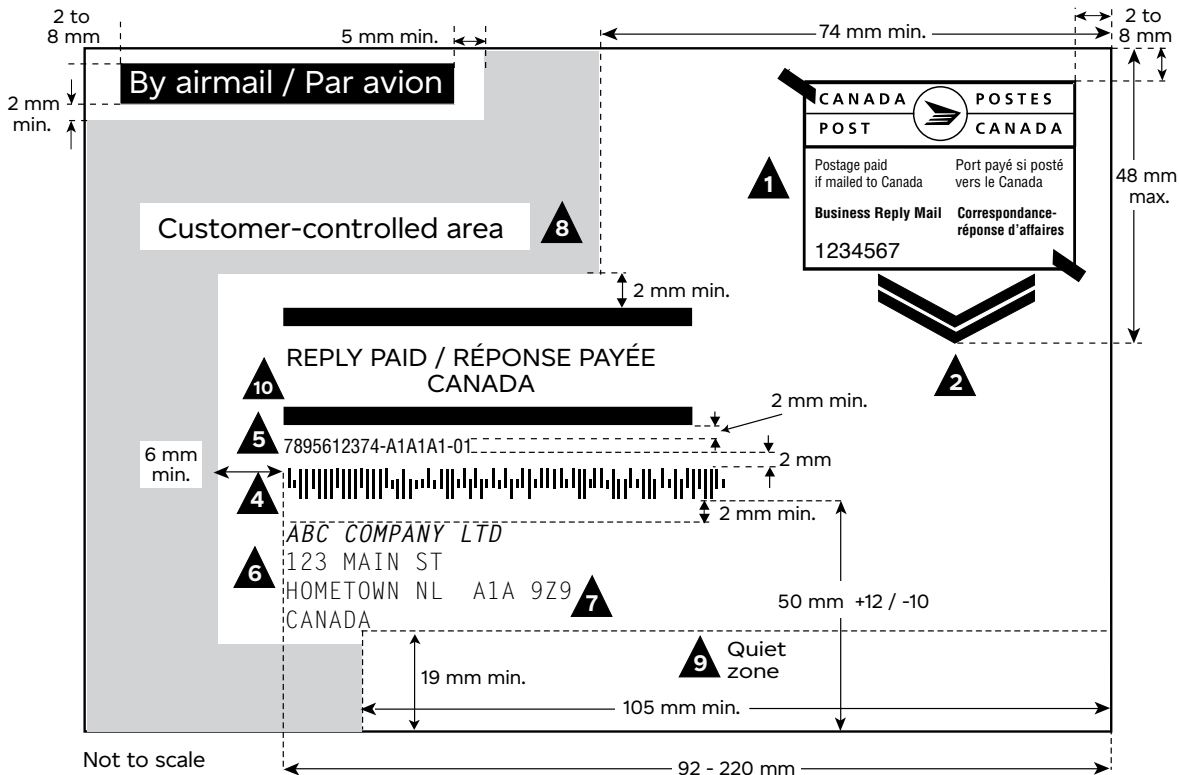 2 to
8 mm
5 mm min.
74 mm min.
2 to
8 mm
By airmail / Par avion
2 mm
min.
CANADA POSTES
POST CANADA
Postage paid
if mailed to Canada
Port payé si posté
vers le Canada
Business Reply Mail
Correspondance-
réponse d’affaires
1234567
1
48 mm
max.
Customer-controlled area
8
2 mm min.
REPLY PAID / RÉPONSE PAYÉE
CANADA
10
2
2 mm min.
5
7895612374-A1A1A1-01
6 mm
min.
2 mm
4
2 mm min.
ABC COMPANY LTD
123 MAIN ST
HOMETOWN NL A1A 9Z9
CANADA
6
7
50 mm +12 / -10
9
Quiet
zone
19 mm min.
105 mm min.
Not to scale
92 - 220 mm